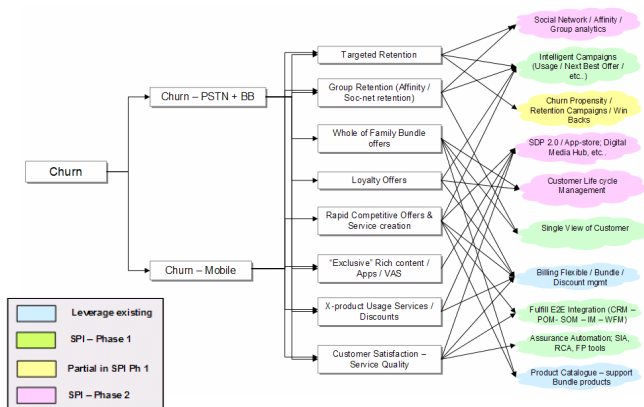 Churn
Churn – PSTN + BB
Churn – Mobile
Targeted Retention
Group Retention (Affinity /
Soc-net retention)
Whole of Family Bundle
offers
Loyalty Offers
Rapid Competitive Offers &
Service creation
“Exclusive” Rich content /
Apps / VAS
X-product Usage Services /
Discounts
Customer Satisfaction –
Service Quality
Social Network / Affinity /
Group analytics
Intelligent Campaigns
(Usage / Next Best Offer /
etc..)
Churn Propensity /
Retention Campaigns / Win
Backs
SDP 2.0 / App-store; Digital
Media Hub, etc..
Customer Life cycle
Management
Single View of Customer
Billing Flexible / Bundle /
Discount mgmt
Fulfill E2E Integration (CRM –
POM- SOM – IM – WFM)
Assurance Automation; SIA,
RCA, FP tools
Product Catalogue – support
Bundle products
Leverage existing
SPI – Phase 1
Partial in SPI Ph 1
SPI – Phase 2